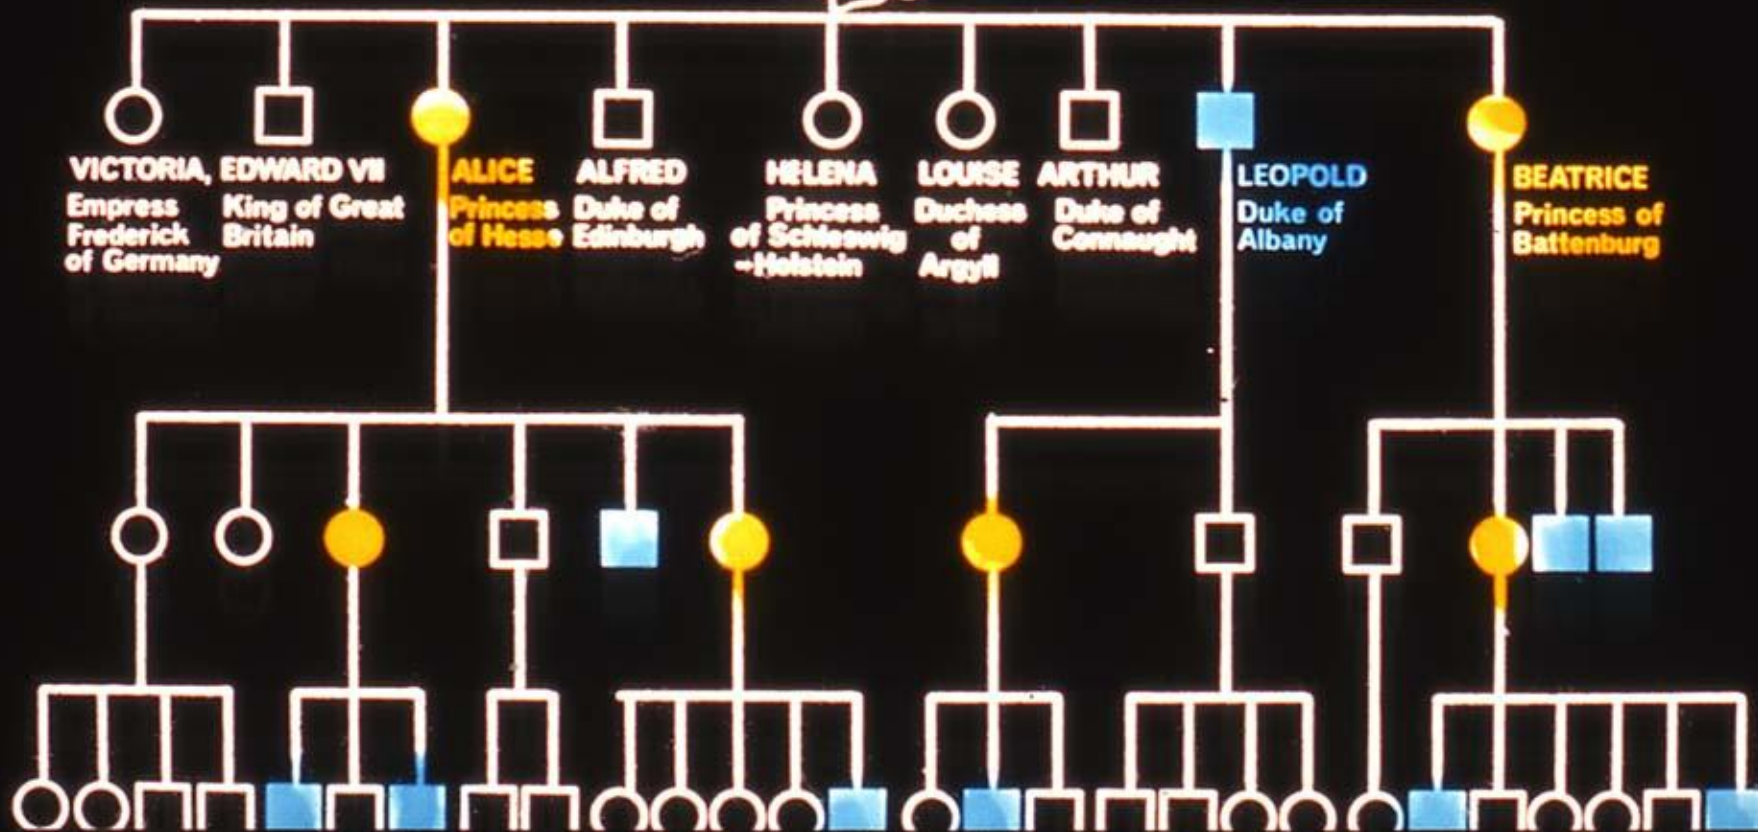 VICTORIA,
Empress
Frederick
of Germany
EDWARD VII
King of Great
Britain
ALICE
Princess
of Hesse
ALFRED
Duke of
Edinburgh
HELENA
Princess
of Schleswig
-Holstein
LOUISE
Duchess
of
Argyll
ARTHUR
Duke of
Connaught
LEOPOLD
Duke of
Albany
BEATRICE
Princess of
Battenburg